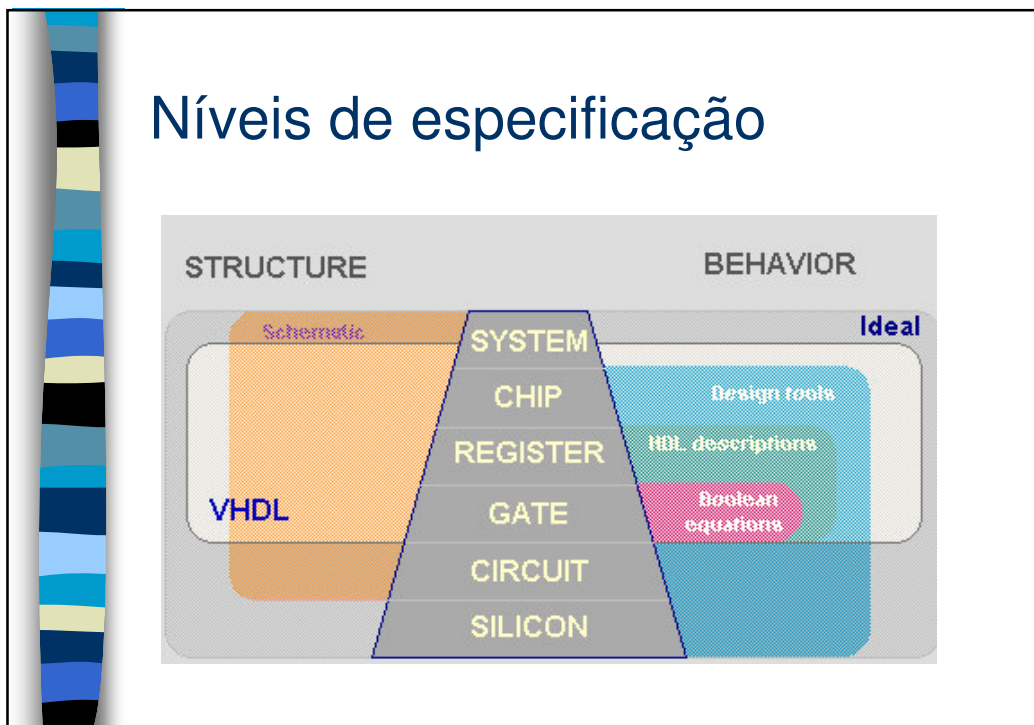 Níveis de especificação
STRUCTURE
BEHAVIOR
Schematic
Ideal
SYSTEM
CHIP
Design tools
REGISTER
HDL descriptions
VHDL
GATE
Boolean
equations
CIRCUIT
SILICON